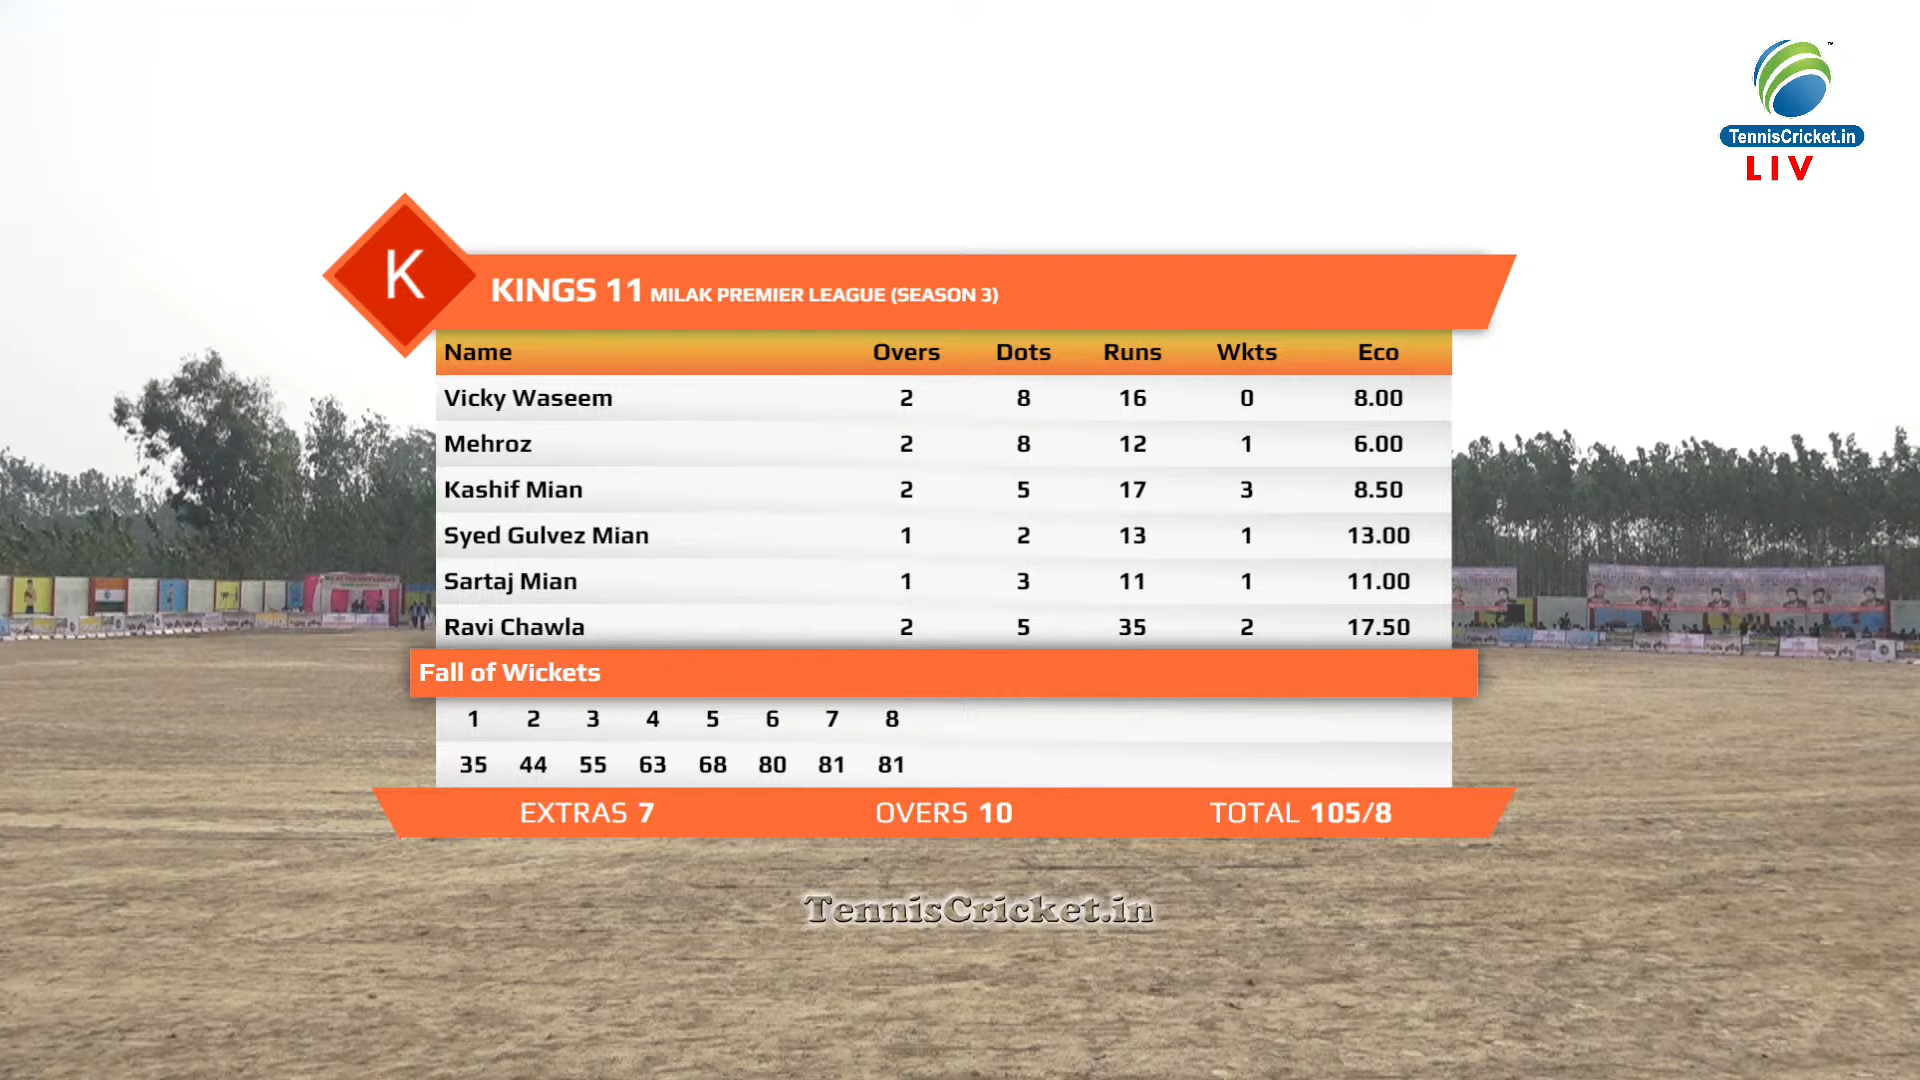 TennisCricket.in
LIV
K
KINGS 11 MILAK PREMIER LEAGUE (SEASON 3)
Name Overs Dots Runs Wkts Eco
Vicky Waseem 2 8 16 0 8.00
Mehroz 2 8 12 1 6.00
Kashif Mian 2 5 17 3 8.50
Syed Gulvez Mian 1 2 13 1 13.00
Sartaj Mian 1 3 11 1 11.00
Ravi Chawla 2 5 35 2 17.50
Fall of Wickets
1 2 3 4 5 6 7 8
35 44 55 63 68 80 81 81
EXTRAS 7 OVERS 10 TOTAL 105/8
TennisCricket.in